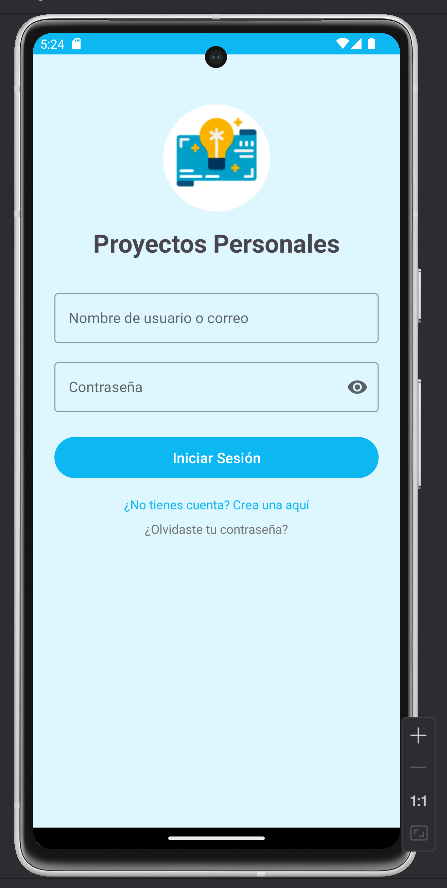 5:24
Proyectos Personales
Nombre de usuario o correo
Contraseña
Iniciar Sesión
¿No tienes cuenta? Crea una aquí
¿Olvidaste tu contraseña?
1:1